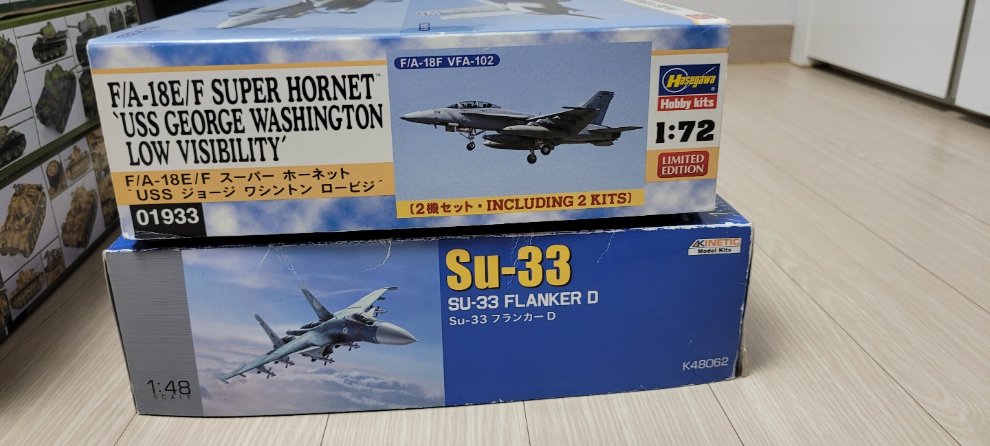 F/A-18E/F SUPER HORNET™
`USS GEORGE WASHINGTON
LOW VISIBILITY´
F/A-18E/F スーパー ホーネット
`USS ジョージ ワシントン ロービジ´
01933
F/A-18F VFA-102
(2機セット・INCLUDING 2 KITS)
Hasegawa
Hobby kits
1:72
LIMITED
EDITION
Su-33
SU-33 FLANKER D
Su-33 フランカー D
KINETIC
Model Kits
K48062
1:48
SCALE